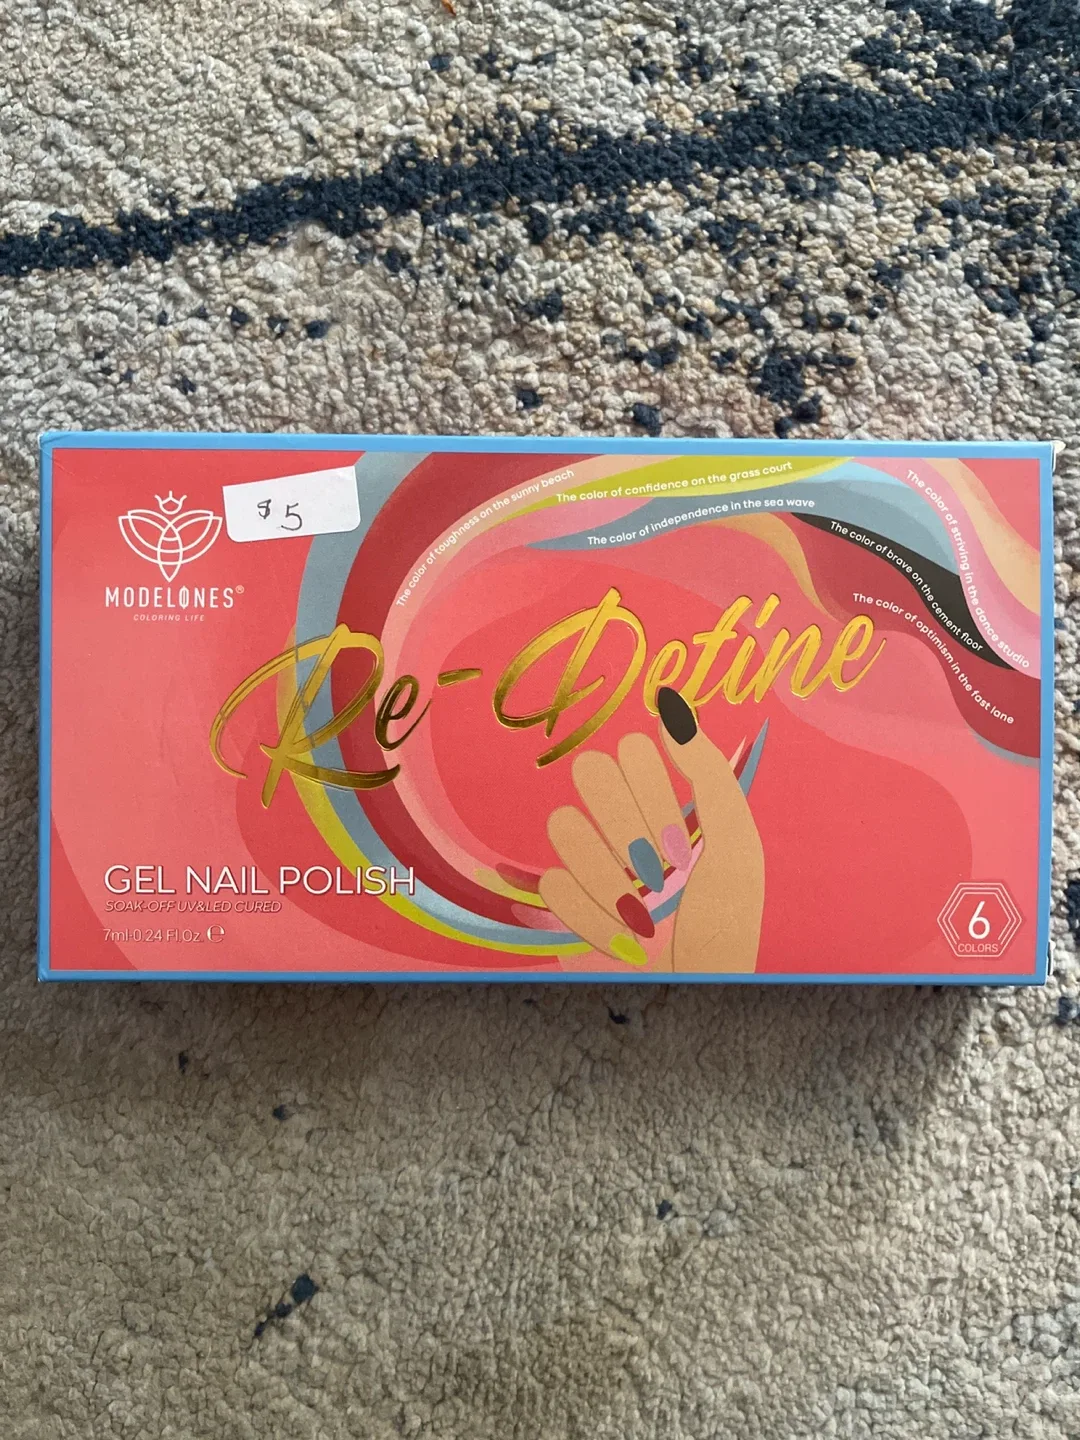 $5
MODELONES®
COLORING LIFE
The color of toughness on the sunny beach
The color of confidence on the grass court
The color of independence in the sea wave
The color of striving in the dance studio
The color of brave on the cement floor
The color of optimism in the fast lane
Re-Define
GEL NAIL POLISH
SOAK-OFF UV&LED CURED
7ml·0.24 Fl.Oz. ℮
6
COLORS